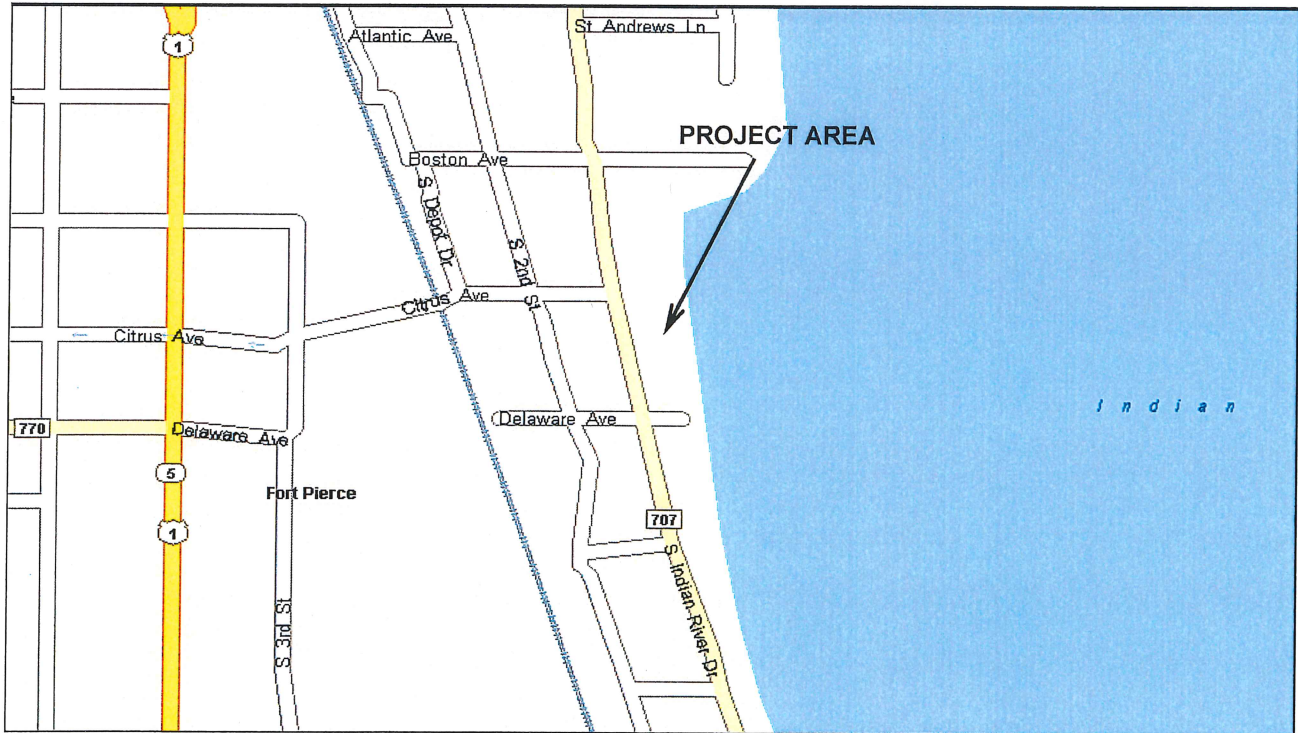 St Andrews Ln
Atlantic Ave
1
PROJECT AREA
Boston Ave
S Depot Dr
S 2nd St
Citrus Ave
Citrus Ave
Indian
Delaware Ave
770
Delaware Ave
5
Fort Pierce
707
1
S Indian River Dr
S 3rd St